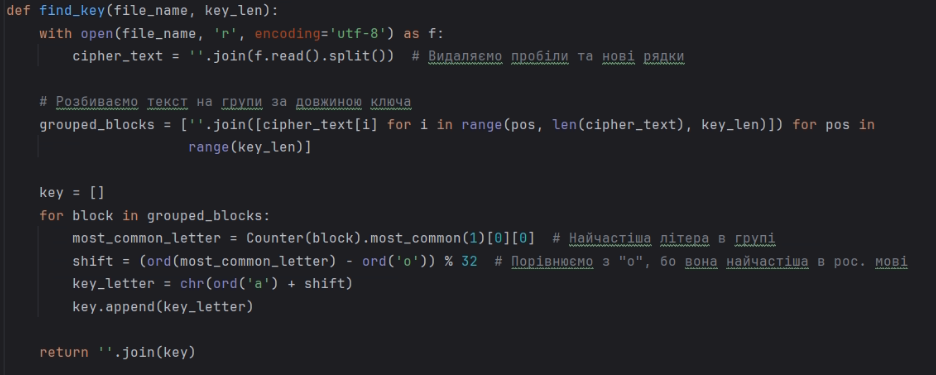 def find_key(file_name, key_len):
    with open(file_name, 'r', encoding='utf-8') as f:
        cipher_text = ''.join(f.read().split())  # Видаляємо пробіли та нові рядки

    # Розбиваємо текст на групи за довжиною ключа
    grouped_blocks = [''.join([cipher_text[i] for i in range(pos, len(cipher_text), key_len)]) for pos in
                      range(key_len)]

    key = []
    for block in grouped_blocks:
        most_common_letter = Counter(block).most_common(1)[0][0]  # Найчастіша літера в групі
        shift = (ord(most_common_letter) - ord('о')) % 32  # Порівнюємо з "о", бо вона найчастіша в рос. мові
        key_letter = chr(ord('а') + shift)
        key.append(key_letter)

    return ''.join(key)